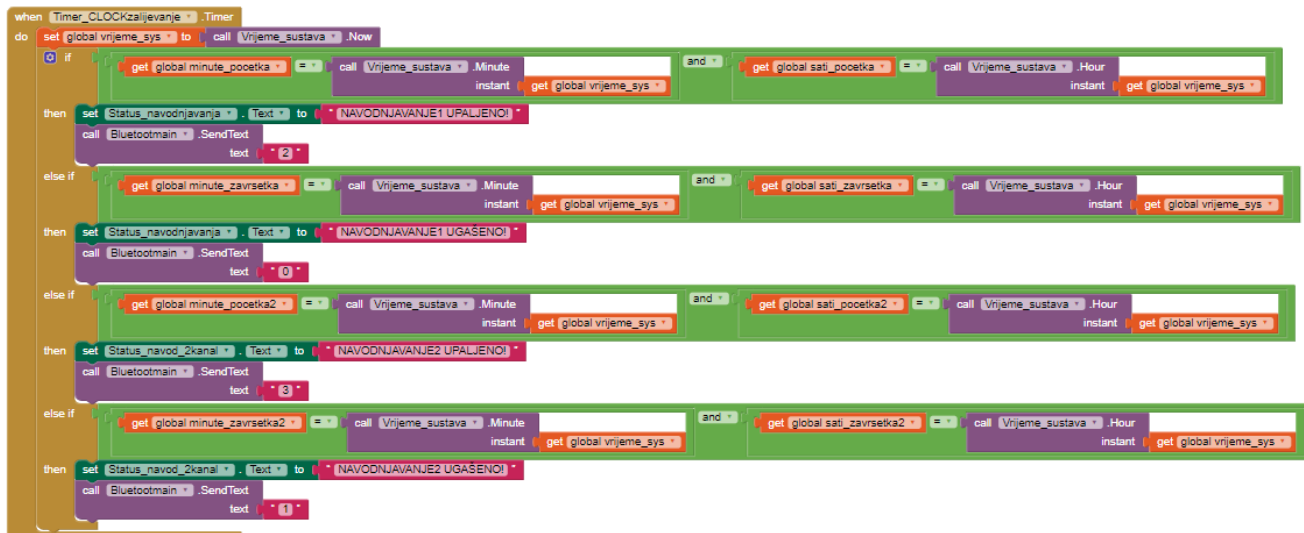 when Timer_CLOCKzalijevanje .Timer
do set global vrijeme_sys to call Vrijeme_sustava .Now
if get global minute_pocetka = call Vrijeme_sustava .Minute and get global sati_pocetka = call Vrijeme_sustava .Hour
instant get global vrijeme_sys instant get global vrijeme_sys
then set Status_navodnjavanja . Text to " NAVODNJAVANJE1 UPALJENO! "
call Bluetootmain .SendText
text " 2 "
else if get global minute_zavrsetka = call Vrijeme_sustava .Minute and get global sati_zavrsetka = call Vrijeme_sustava .Hour
instant get global vrijeme_sys instant get global vrijeme_sys
then set Status_navodnjavanja . Text to " NAVODNJAVANJE1 UGAŠENO! "
call Bluetootmain .SendText
text " 0 "
else if get global minute_pocetka2 = call Vrijeme_sustava .Minute and get global sati_pocetka2 = call Vrijeme_sustava .Hour
instant get global vrijeme_sys instant get global vrijeme_sys
then set Status_navod_2kanal . Text to " NAVODNJAVANJE2 UPALJENO! "
call Bluetootmain .SendText
text " 3 "
else if get global minute_zavrsetka2 = call Vrijeme_sustava .Minute and get global sati_zavrsetka2 = call Vrijeme_sustava .Hour
instant get global vrijeme_sys instant get global vrijeme_sys
then set Status_navod_2kanal . Text to " NAVODNJAVANJE2 UGAŠENO! "
call Bluetootmain .SendText
text " 1 "